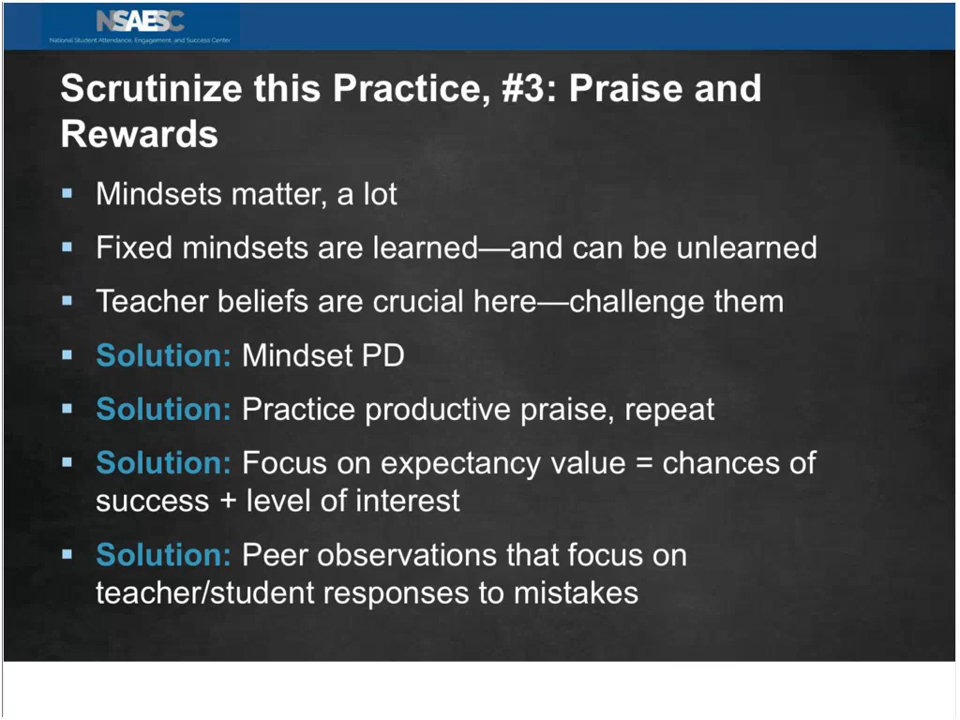 NSAESC
National Student Attendance, Engagement, and Success Center
Scrutinize this Practice, #3: Praise and
Rewards
▪ Mindsets matter, a lot
▪ Fixed mindsets are learned—and can be unlearned
▪ Teacher beliefs are crucial here—challenge them
▪ Solution: Mindset PD
▪ Solution: Practice productive praise, repeat
▪ Solution: Focus on expectancy value = chances of
success + level of interest
▪ Solution: Peer observations that focus on
teacher/student responses to mistakes